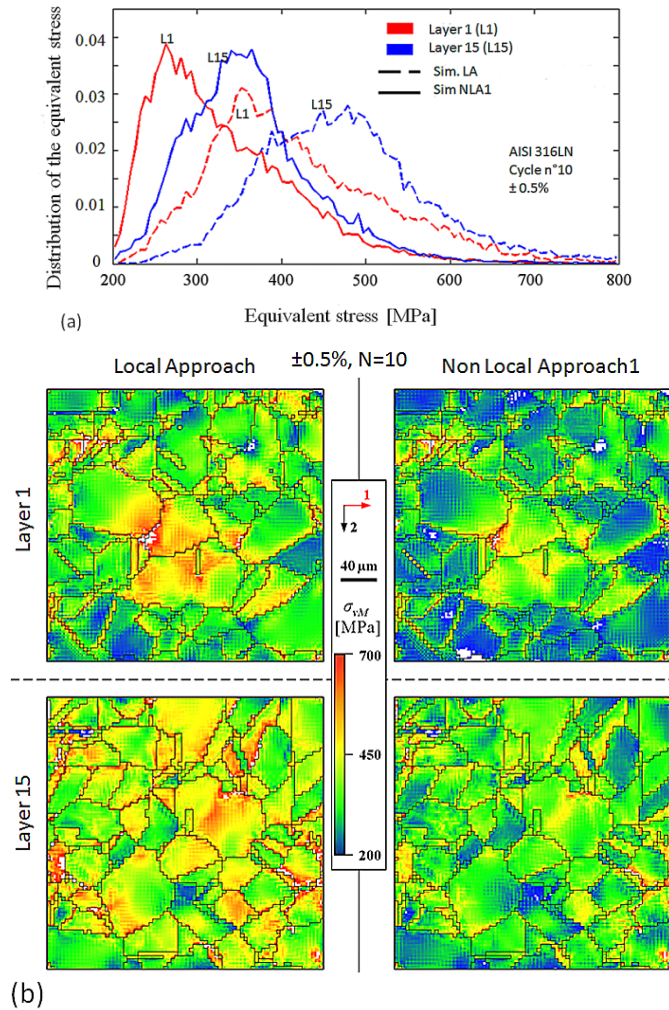 Distribution of the equivalent stress
0.04
0.03
0.02
0.01
0
L1
L15
L1
L15
Layer 1 (L1)
Layer 15 (L15)
Sim. LA
Sim NLA1
AISI 316LN
Cycle n°10
± 0.5%
200 300 400 500 600 700 800
Equivalent stress [MPa]
(a)
Local Approach ±0.5%, N=10 Non Local Approach1
Layer 1
1
2
40 µm
σvM
[MPa]
700
450
200
Layer 15
(b)